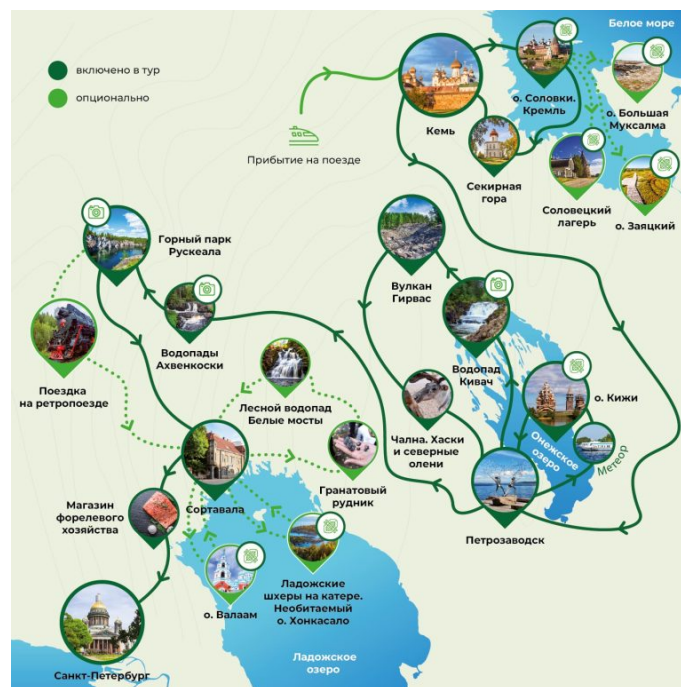 Белое море
включено в тур
опционально
Прибытие на поезде
Кемь
о. Соловки.
Кремль
о. Большая
Муксалма
Секирная
гора
Соловецкий
лагерь
о. Заяцкий
Горный парк
Рускеала
Вулкан
Гирвас
Водопады
Ахвенкоски
Водопад
Кивач
Поездка
на ретропоезде
Лесной водопад
Белые мосты
о. Кижи
Чална. Хаски
и северные
олени
Онежское
озеро
Метеор
Гранатовый
рудник
Магазин
форелевого
хозяйства
Сортавала
Петрозаводск
Ладожские
шхеры на катере.
Необитаемый
о. Хонкасало
о. Валаам
Ладожское
озеро
Санкт-Петербург